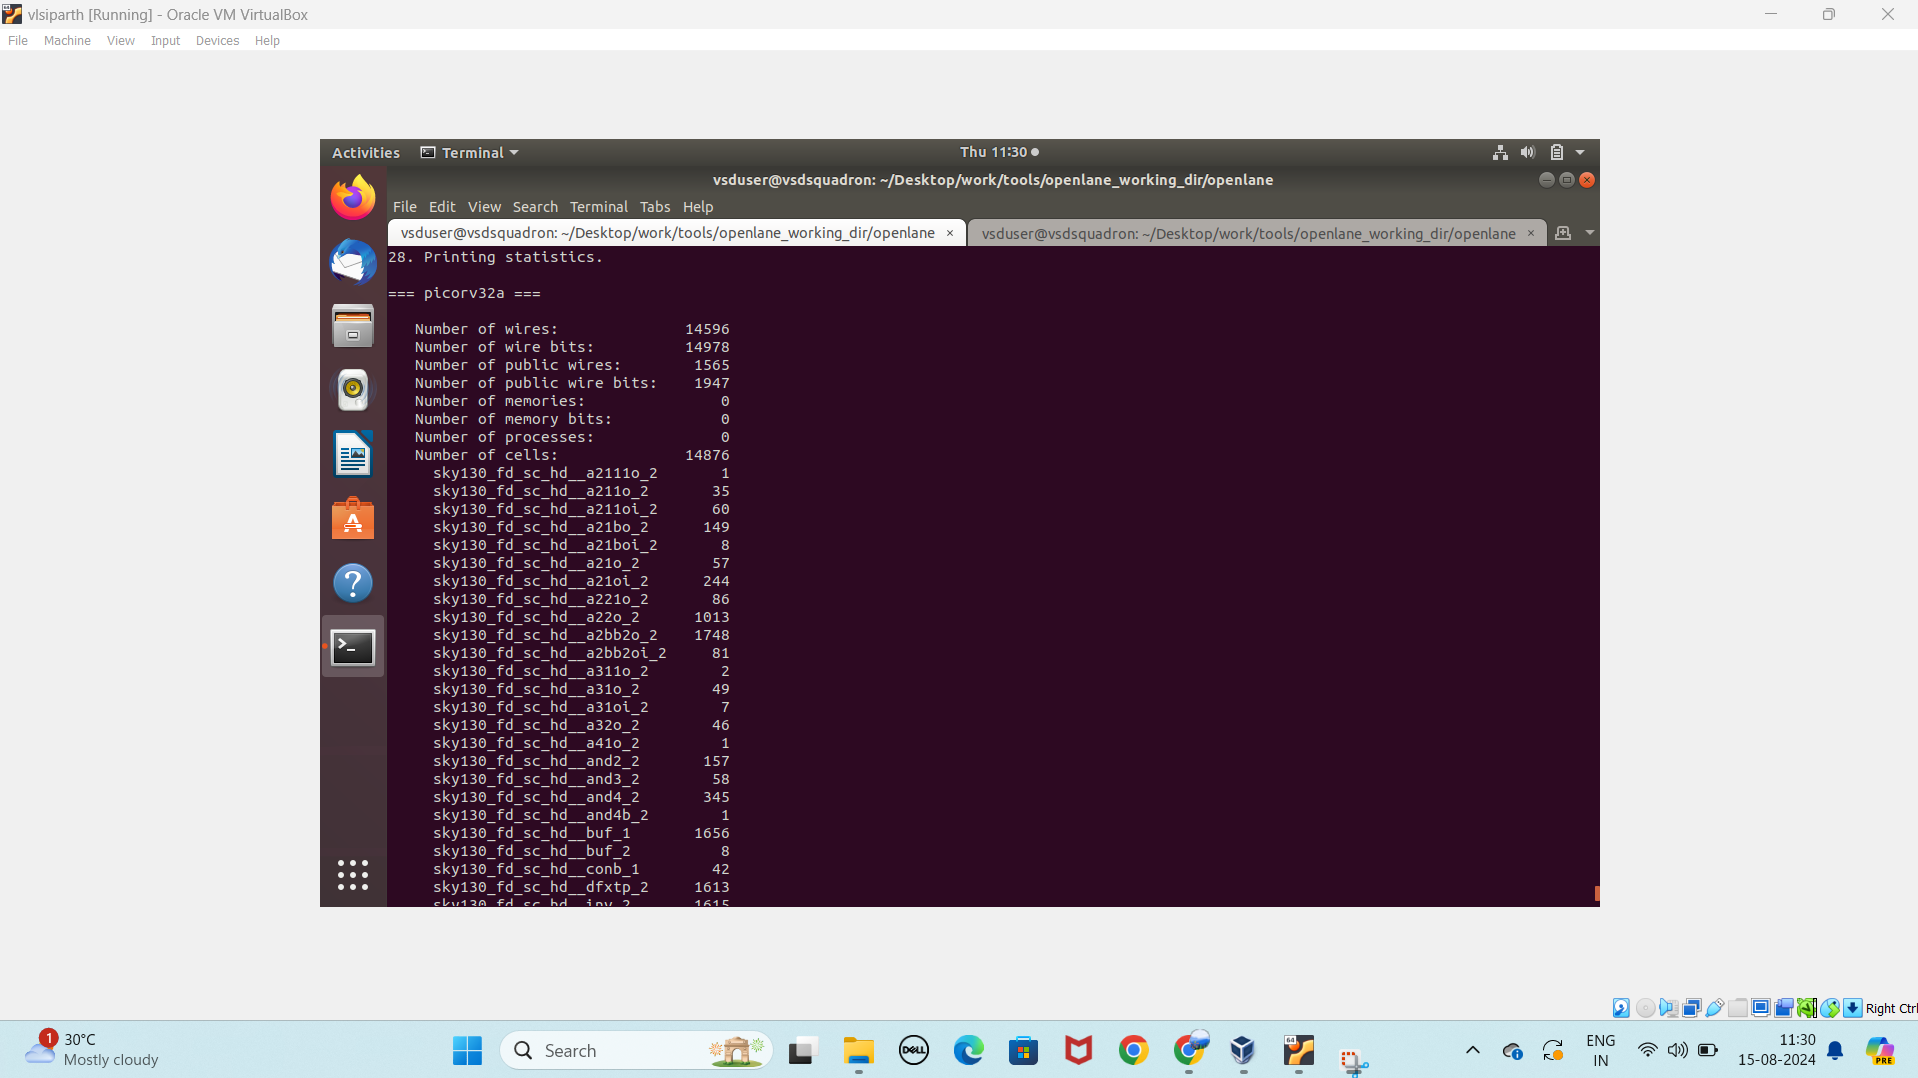 vlsiparth [Running] - Oracle VM VirtualBox
File Machine View Input Devices Help
Activities Terminal Thu 11:30
vsduser@vsdsquadron: ~/Desktop/work/tools/openlane_working_dir/openlane
File Edit View Search Terminal Tabs Help
vsduser@vsdsquadron: ~/Desktop/work/tools/openlane_working_dir/openlane × vsduser@vsdsquadron: ~/Desktop/work/tools/openlane_working_dir/openlane ×
28. Printing statistics.
=== picorv32a ===
Number of wires: 14596
Number of wire bits: 14978
Number of public wires: 1565
Number of public wire bits: 1947
Number of memories: 0
Number of memory bits: 0
Number of processes: 0
Number of cells: 14876
sky130_fd_sc_hd__a2111o_2 1
sky130_fd_sc_hd__a211o_2 35
sky130_fd_sc_hd__a211oi_2 60
sky130_fd_sc_hd__a21bo_2 149
sky130_fd_sc_hd__a21boi_2 8
sky130_fd_sc_hd__a21o_2 57
sky130_fd_sc_hd__a21oi_2 244
sky130_fd_sc_hd__a221o_2 86
sky130_fd_sc_hd__a22o_2 1013
sky130_fd_sc_hd__a2bb2o_2 1748
sky130_fd_sc_hd__a2bb2oi_2 81
sky130_fd_sc_hd__a311o_2 2
sky130_fd_sc_hd__a31o_2 49
sky130_fd_sc_hd__a31oi_2 7
sky130_fd_sc_hd__a32o_2 46
sky130_fd_sc_hd__a41o_2 1
sky130_fd_sc_hd__and2_2 157
sky130_fd_sc_hd__and3_2 58
sky130_fd_sc_hd__and4_2 345
sky130_fd_sc_hd__and4b_2 1
sky130_fd_sc_hd__buf_1 1656
sky130_fd_sc_hd__buf_2 8
sky130_fd_sc_hd__conb_1 42
sky130_fd_sc_hd__dfxtp_2 1613
sky130_fd_sc_hd__inv_2 1615
Right Ctrl
1
30°C
Mostly cloudy
Search
DELL
64
ENG
IN
11:30
15-08-2024
PRE